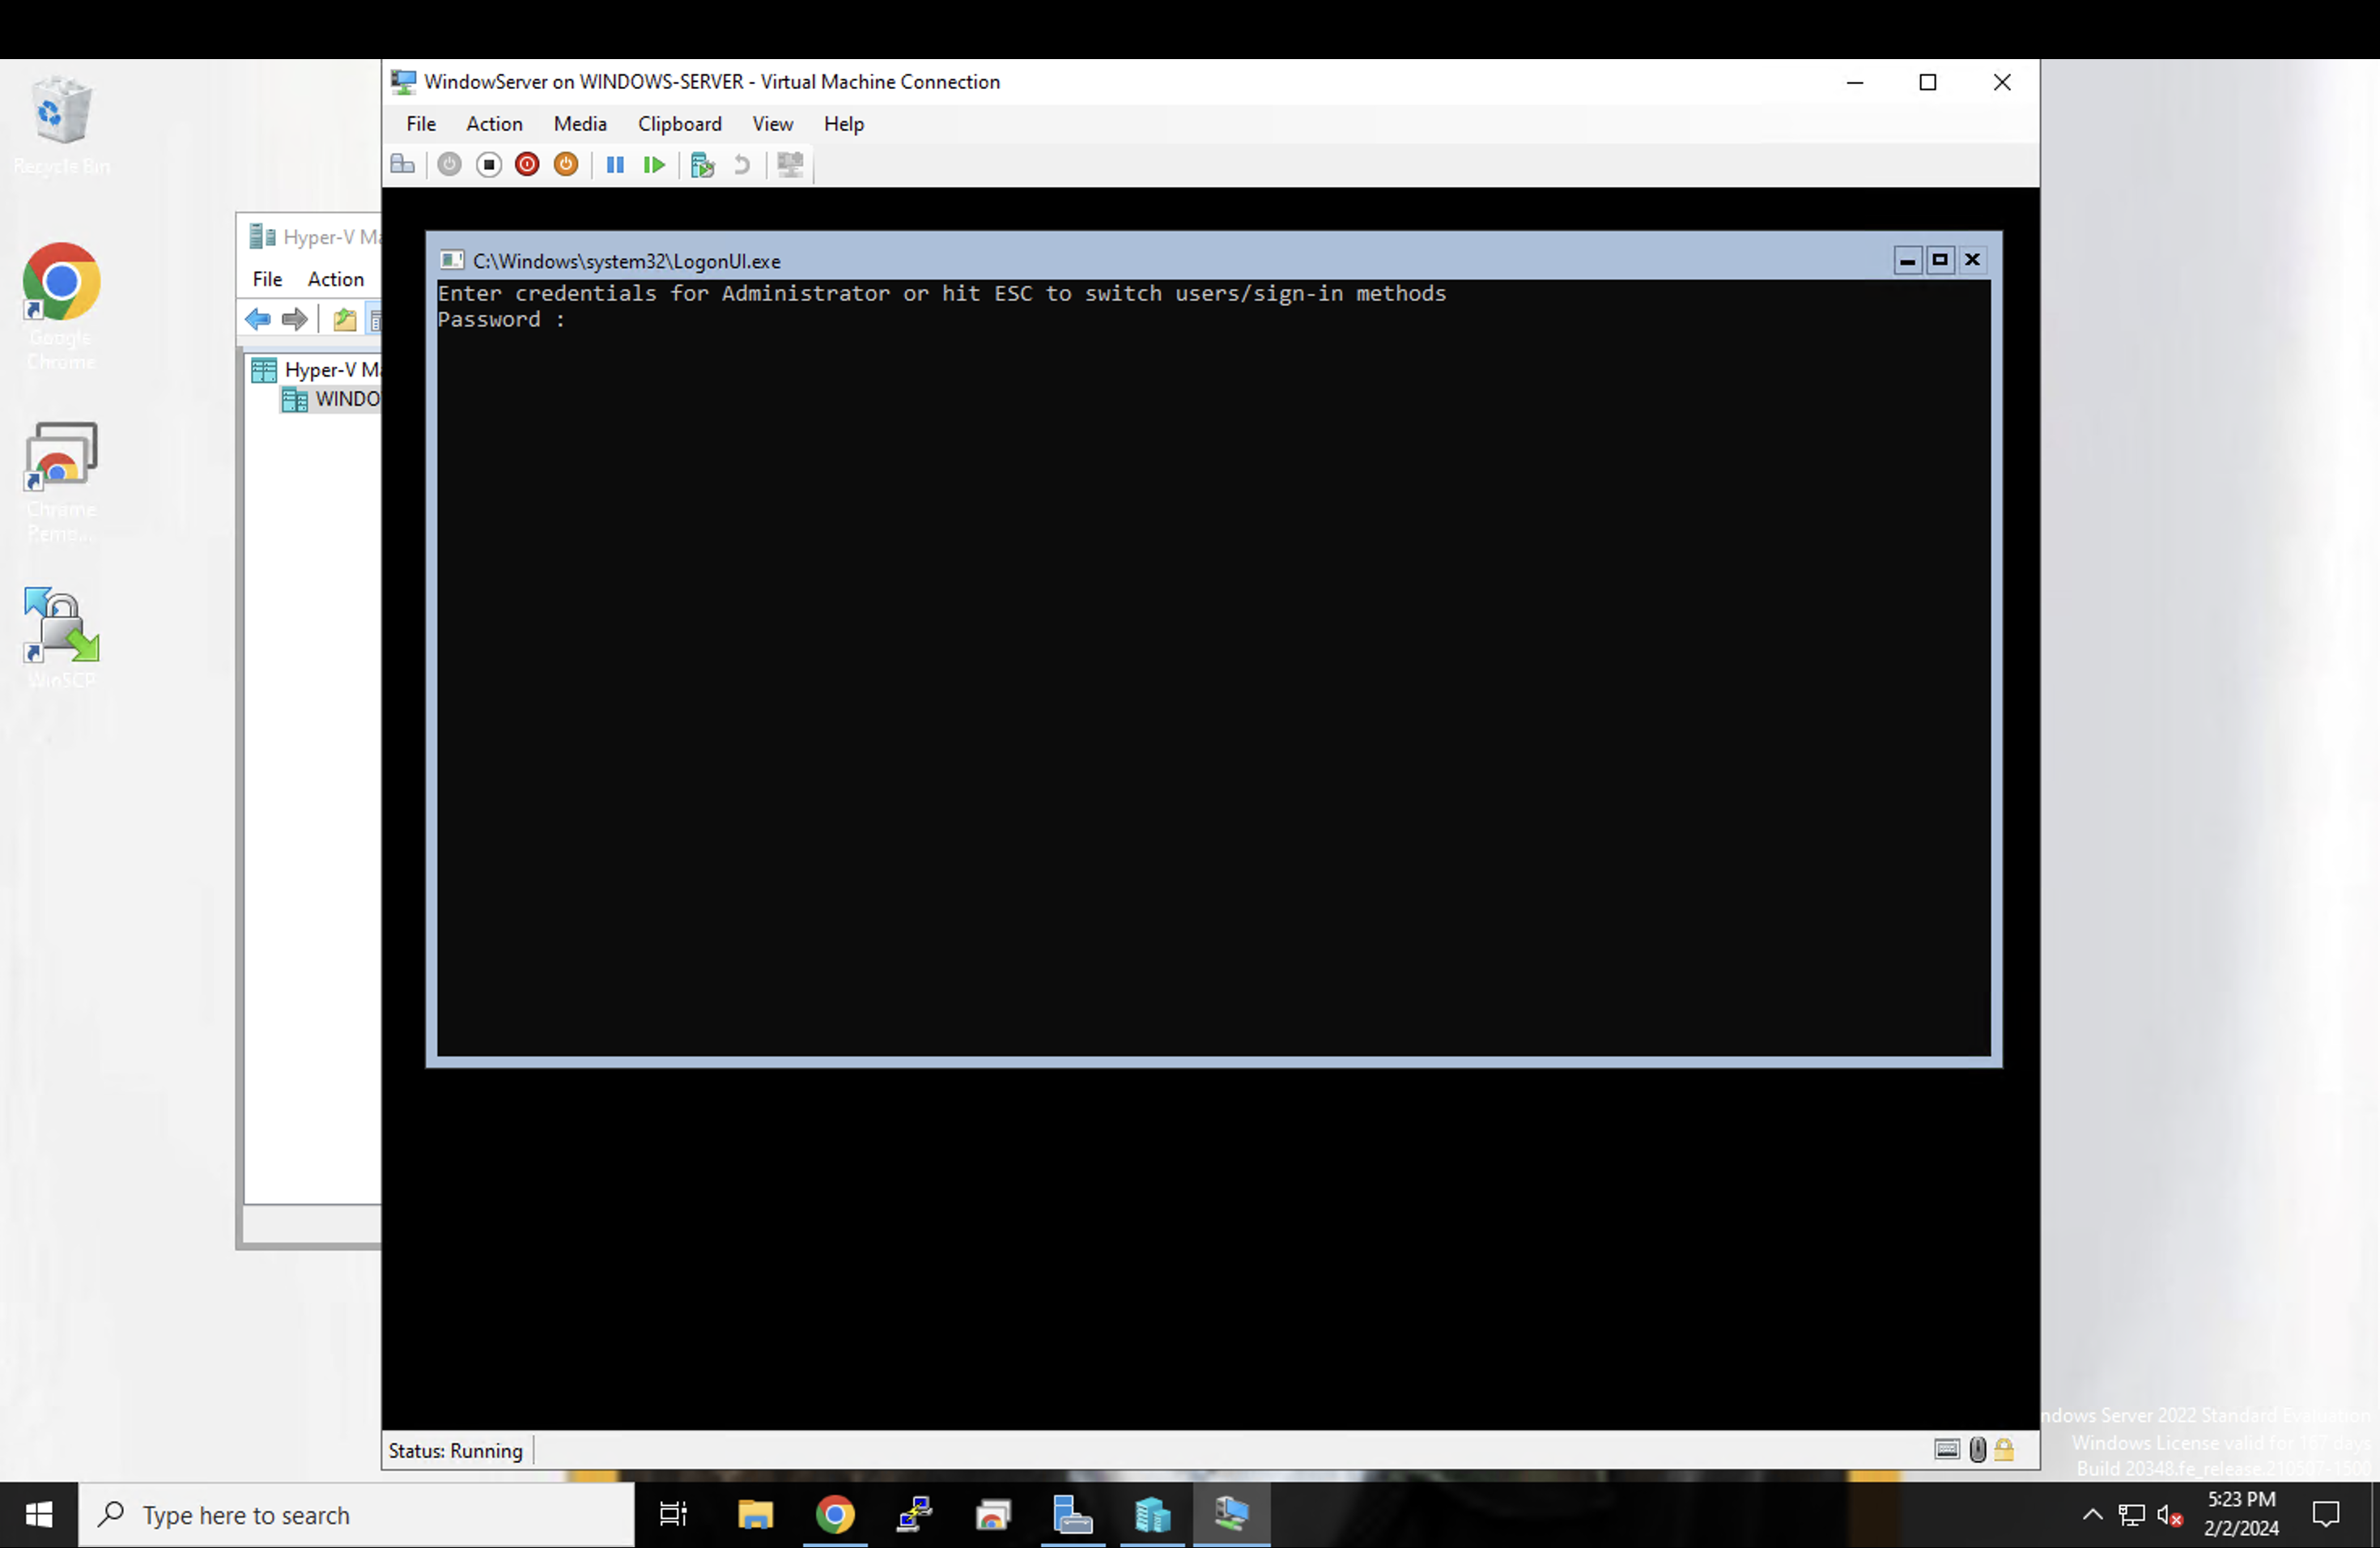 Recycle Bin
Google
Chrome
Chrome
Remo...
WinSCP
Hyper-V Ma
File Action
Hyper-V Ma
WINDO
WindowServer on WINDOWS-SERVER - Virtual Machine Connection
File Action Media Clipboard View Help
C:\Windows\system32\LogonUI.exe
Enter credentials for Administrator or hit ESC to switch users/sign-in methods
Password :
Status: Running
ndows Server 2022 Standard Evaluation
Windows License valid for 167 days
Build 20348.fe_release.210507-1500
Type here to search
5:23 PM
2/2/2024